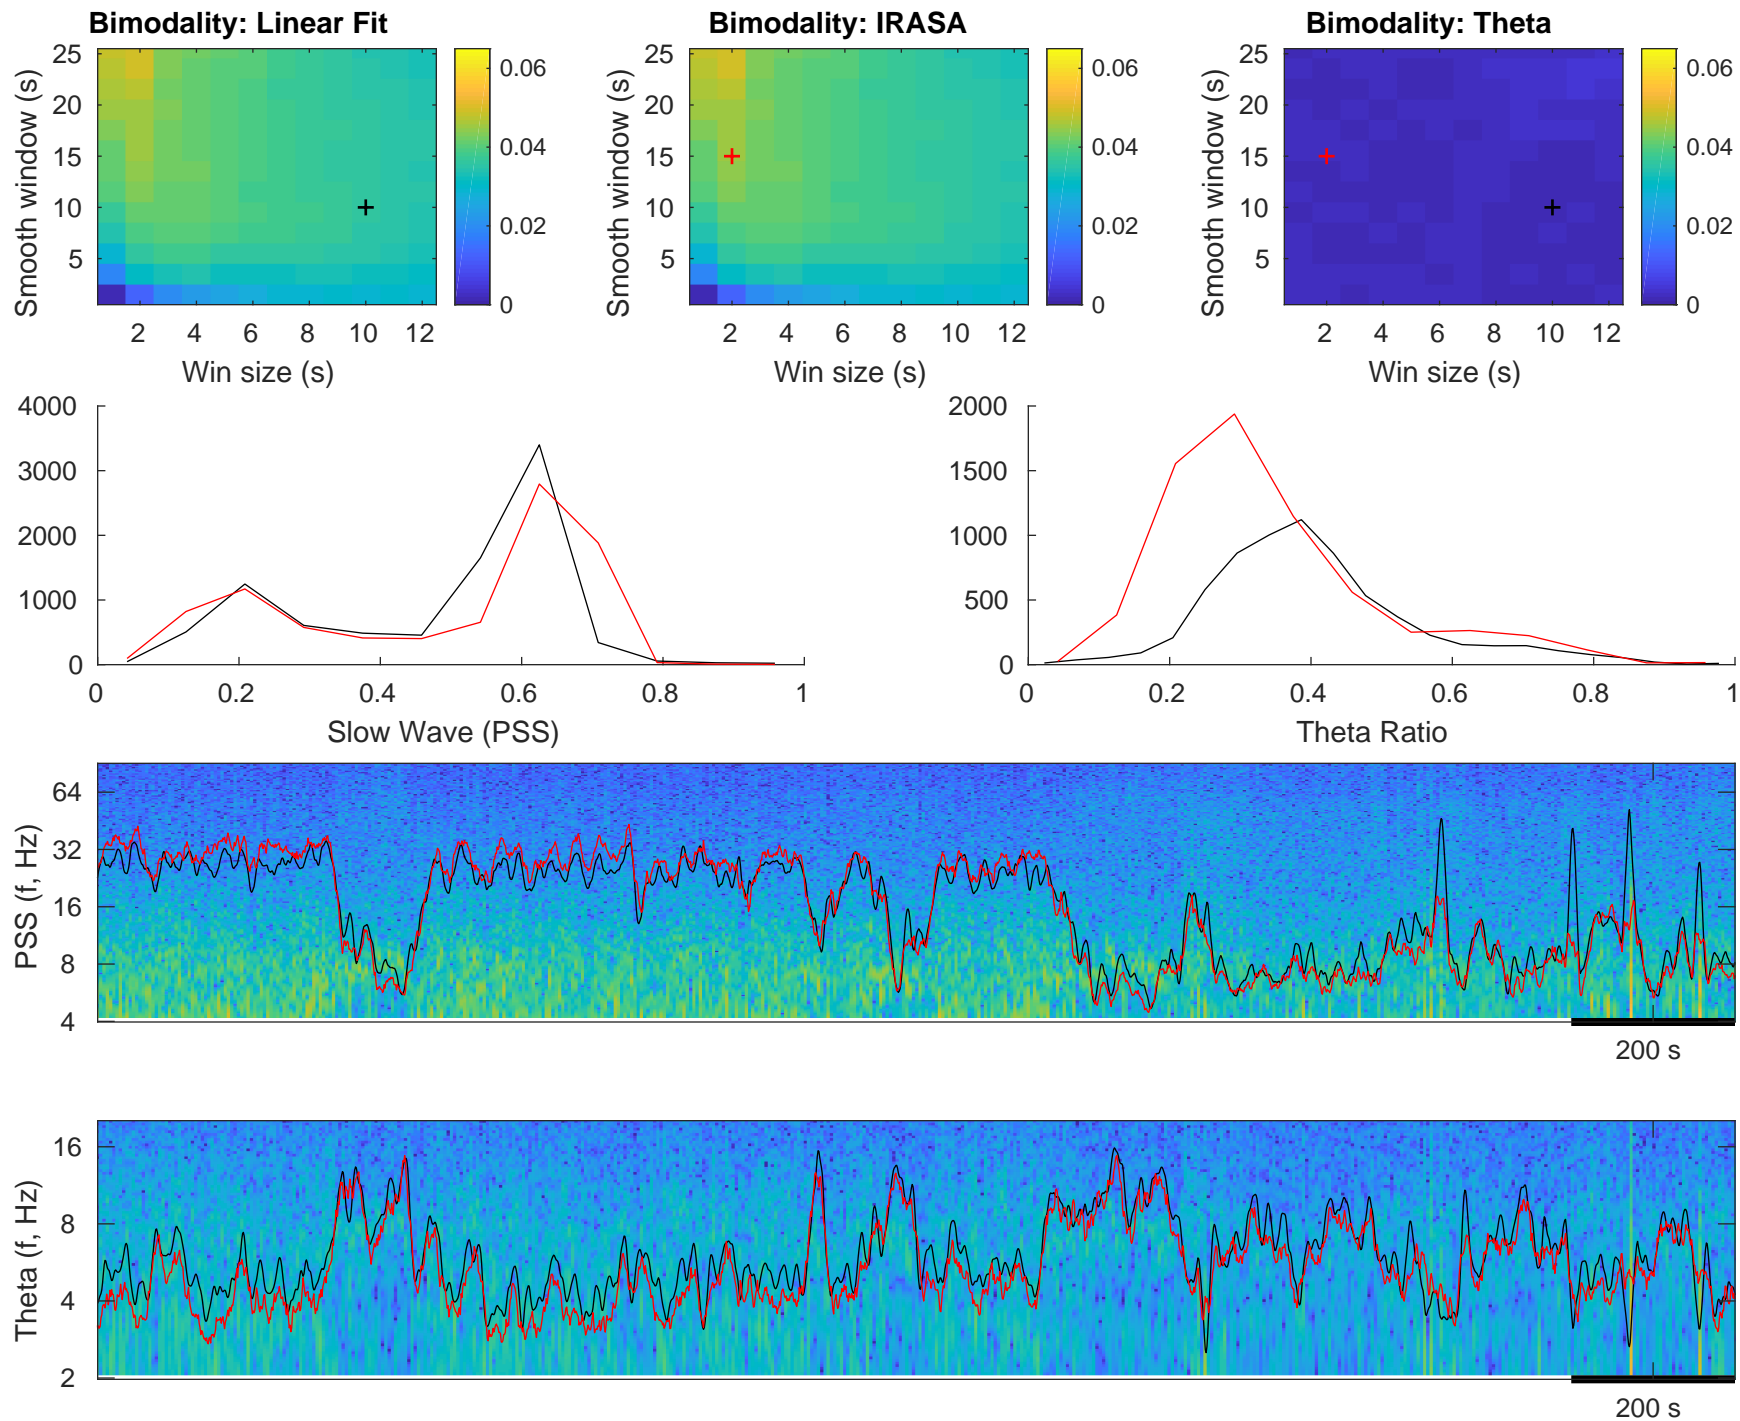 Bimodality: Linear Fit
Bimodality: IRASA
Bimodality: Theta
Smooth window (s)
25
20
15
10
5
2 4 6 8 10 12
Win size (s)
0.06
0.04
0.02
0
Smooth window (s)
25
20
15
10
5
2 4 6 8 10 12
Win size (s)
0.06
0.04
0.02
0
Smooth window (s)
25
20
15
10
5
2 4 6 8 10 12
Win size (s)
0.06
0.04
0.02
0
4000
3000
2000
1000
0
0 0.2 0.4 0.6 0.8 1
Slow Wave (PSS)
2000
1500
1000
500
0
0 0.2 0.4 0.6 0.8 1
Theta Ratio
PSS (f, Hz)
64
32
16
8
4
200 s
Theta (f, Hz)
16
8
4
2
200 s